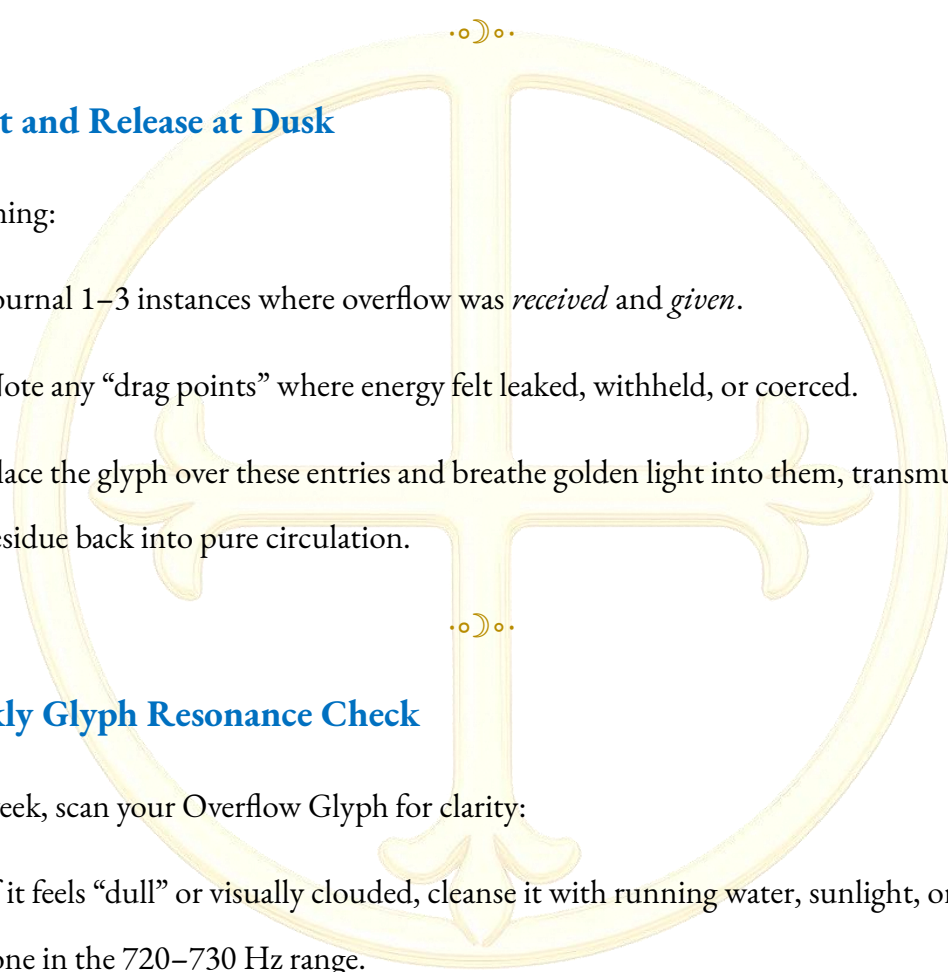 t and Release at Dusk
ning:
ournal 1–3 instances where overflow was received and given.
Note any “drag points” where energy felt leaked, withheld, or coerced.
lace the glyph over these entries and breathe golden light into them, transmu
esidue back into pure circulation.
kly Glyph Resonance Check
eek, scan your Overflow Glyph for clarity:
f it feels “dull” or visually clouded, cleanse it with running water, sunlight, or
one in the 720–730 Hz range.